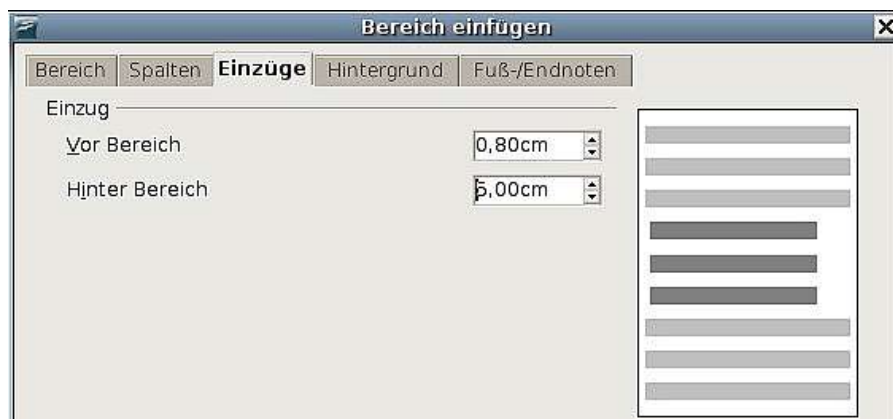 Bereich einfügen
Bereich Spalten Einzüge Hintergrund Fuß-/Endnoten
Einzug
Vor Bereich 0,80cm
Hinter Bereich 5,00cm